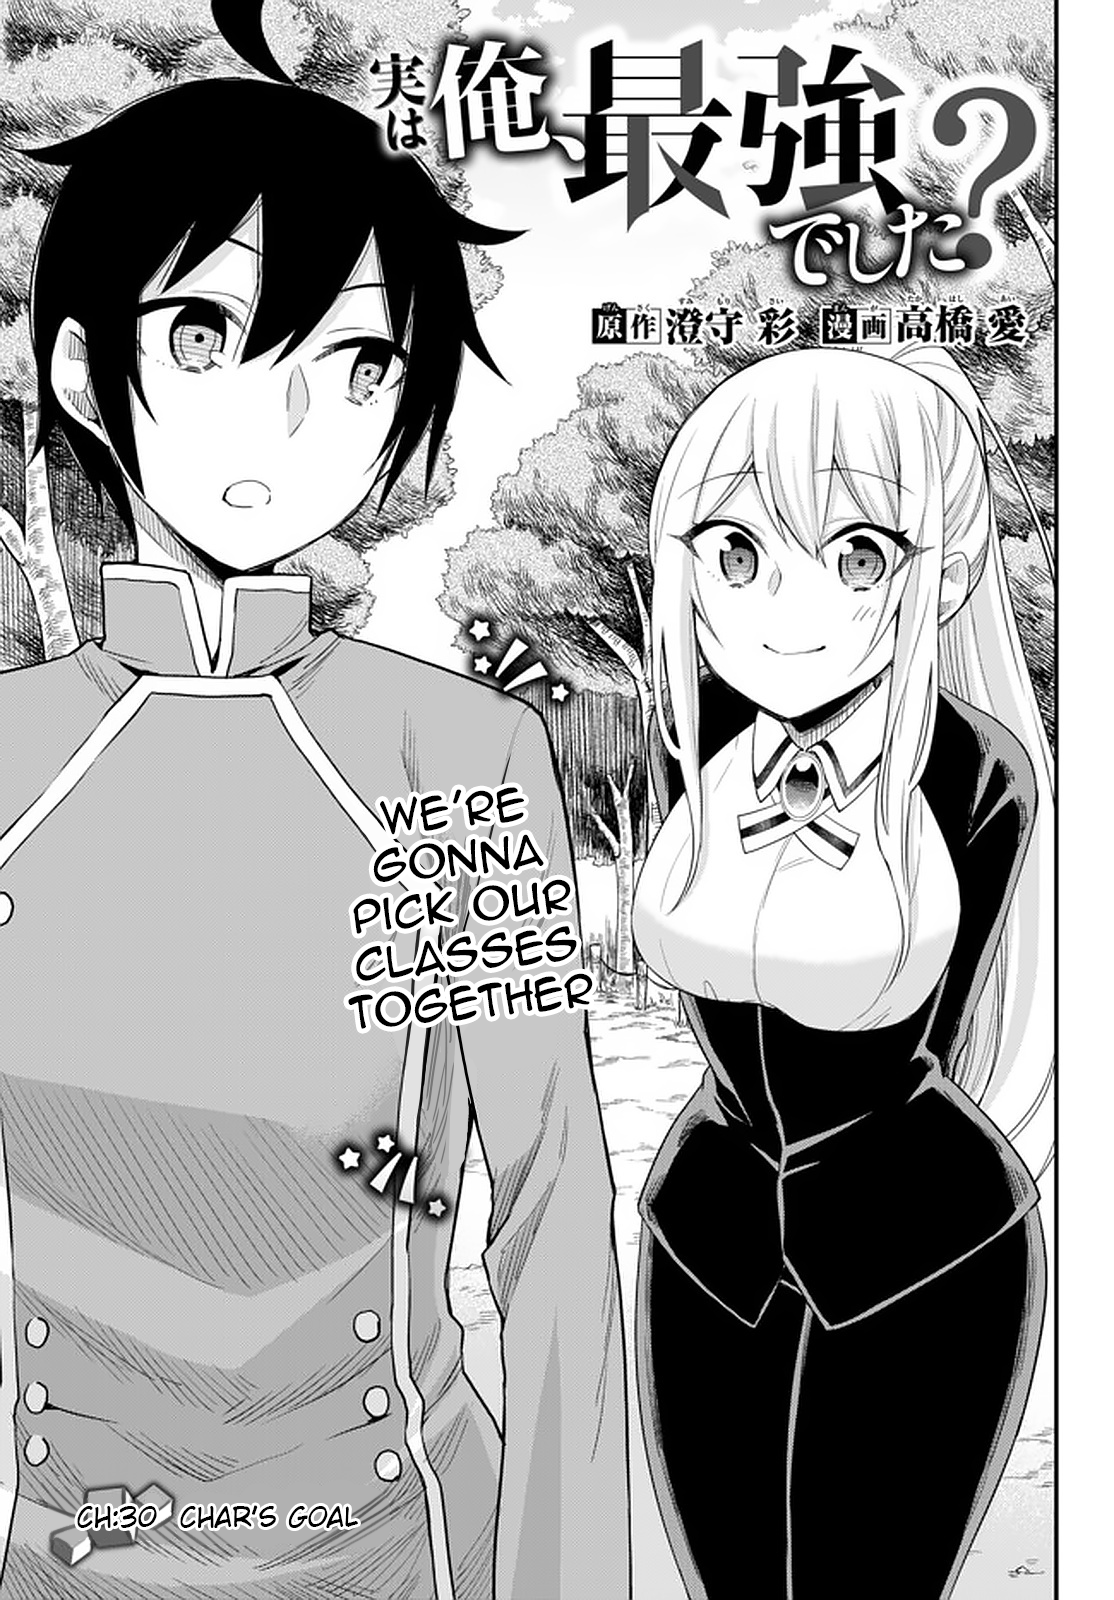 実は俺、最強でした?
原作 澄守彩 漫画 高橋愛
WE'RE
GONNA
PICK OUR
CLASSES
TOGETHER
CH:30 CHAR'S GOAL